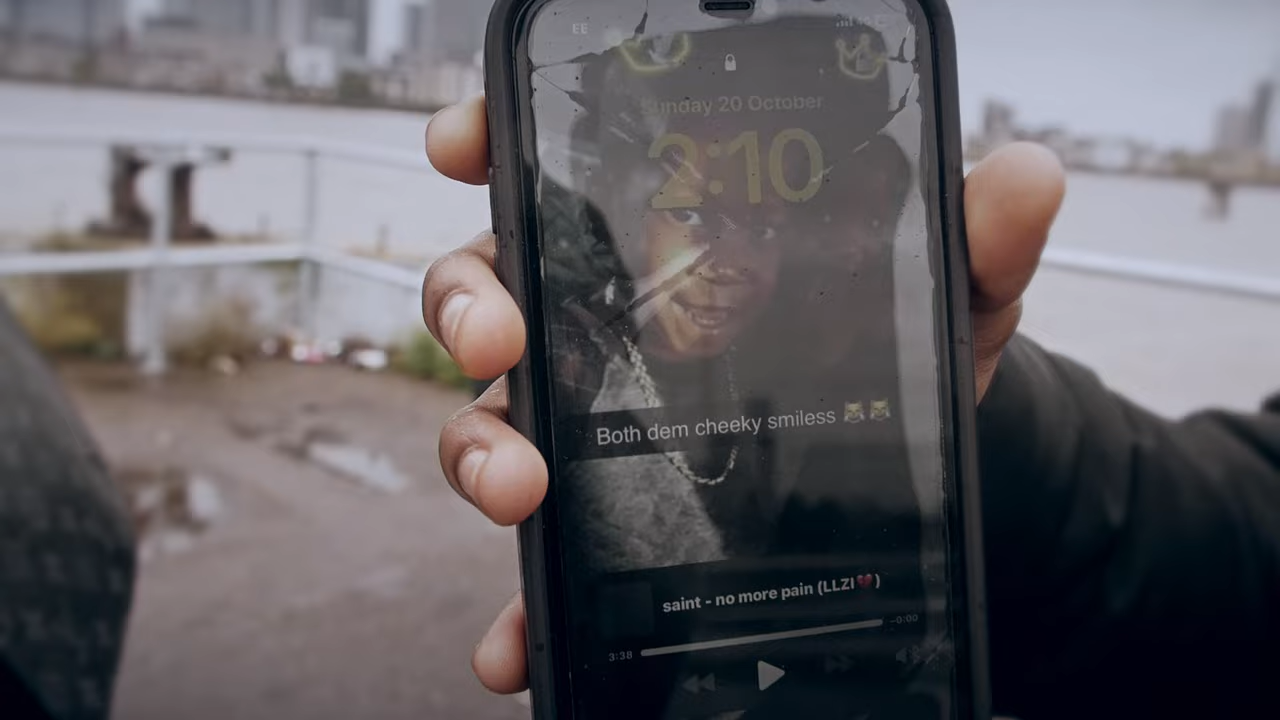 EE
Sunday 20 October
2:10
Both dem cheeky smiless 😹😹
saint - no more pain (LLZI💔)
3:38
-0:00